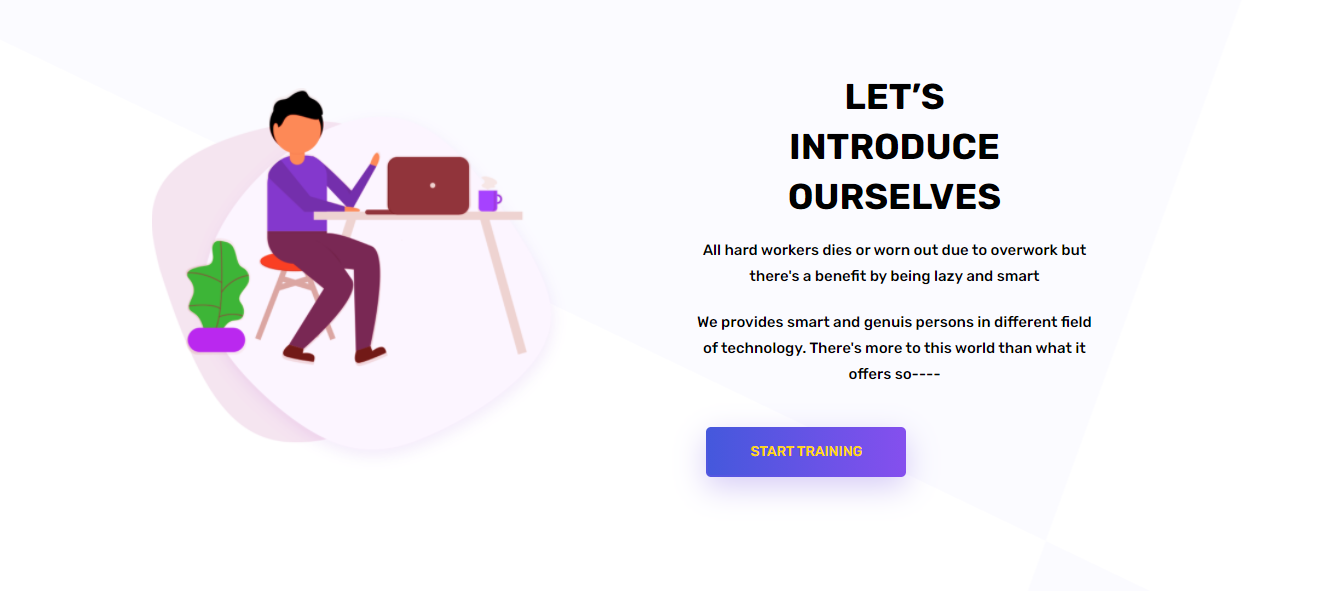 LET’S
INTRODUCE
OURSELVES
All hard workers dies or worn out due to overwork but
there's a benefit by being lazy and smart
We provides smart and genuis persons in different field
of technology. There's more to this world than what it
offers so----
START TRAINING